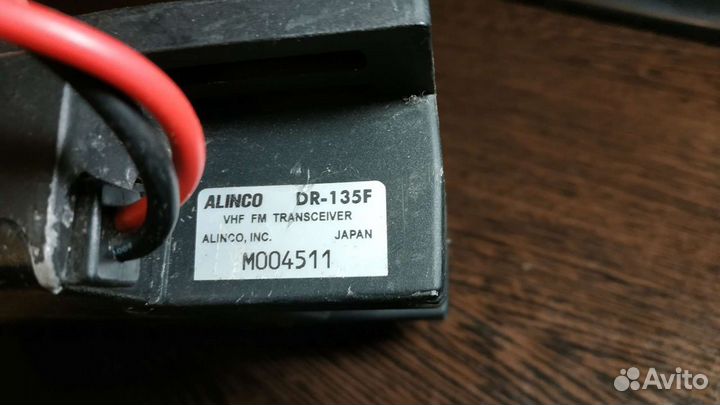 ALINCO DR-135F
VHF FM TRANSCEIVER
ALINCO, INC. JAPAN
M004511
Avito